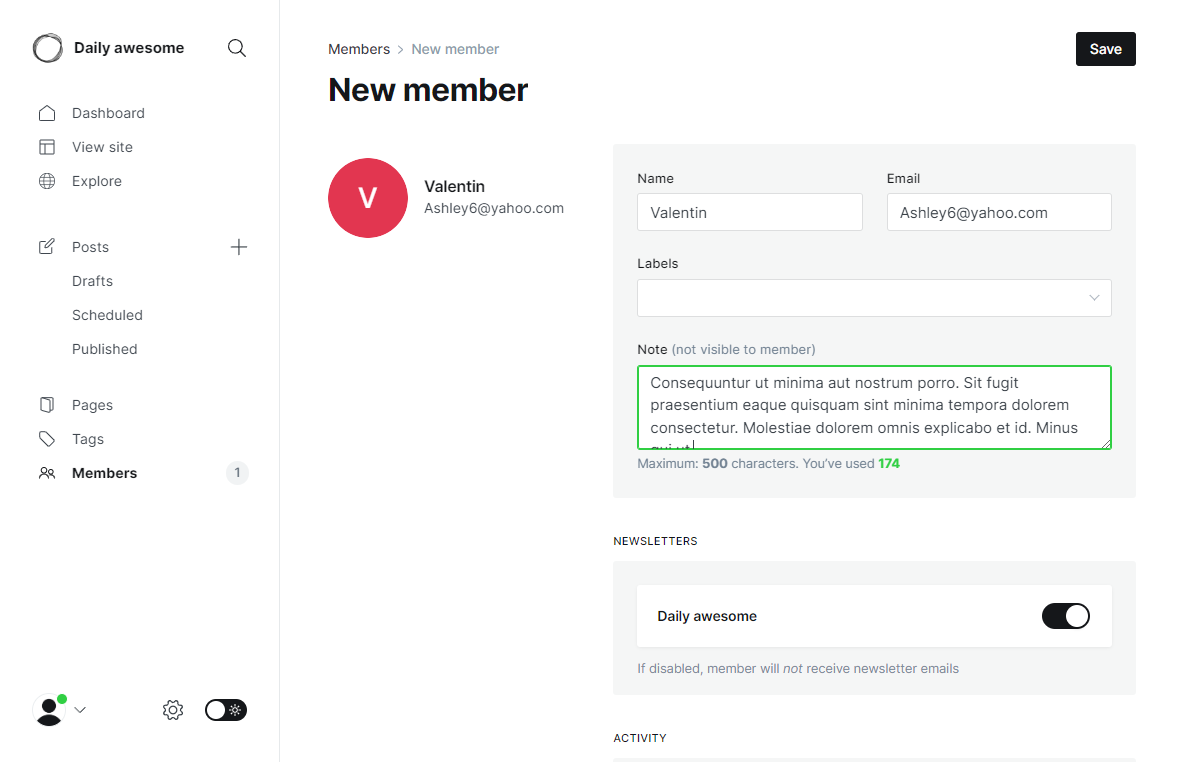 Daily awesome
Dashboard
View site
Explore
Posts
Drafts
Scheduled
Published
Pages
Tags
Members
1
Members > New member
Save
New member
V
Valentin
Ashley6@yahoo.com
Name
Valentin
Email
Ashley6@yahoo.com
Labels
Note (not visible to member)
Consequuntur ut minima aut nostrum porro. Sit fugit
praesentium eaque quisquam sint minima tempora dolorem
consectetur. Molestiae dolorem omnis explicabo et id. Minus
qui ut
Maximum: 500 characters. You've used 174
NEWSLETTERS
Daily awesome
If disabled, member will not receive newsletter emails
ACTIVITY